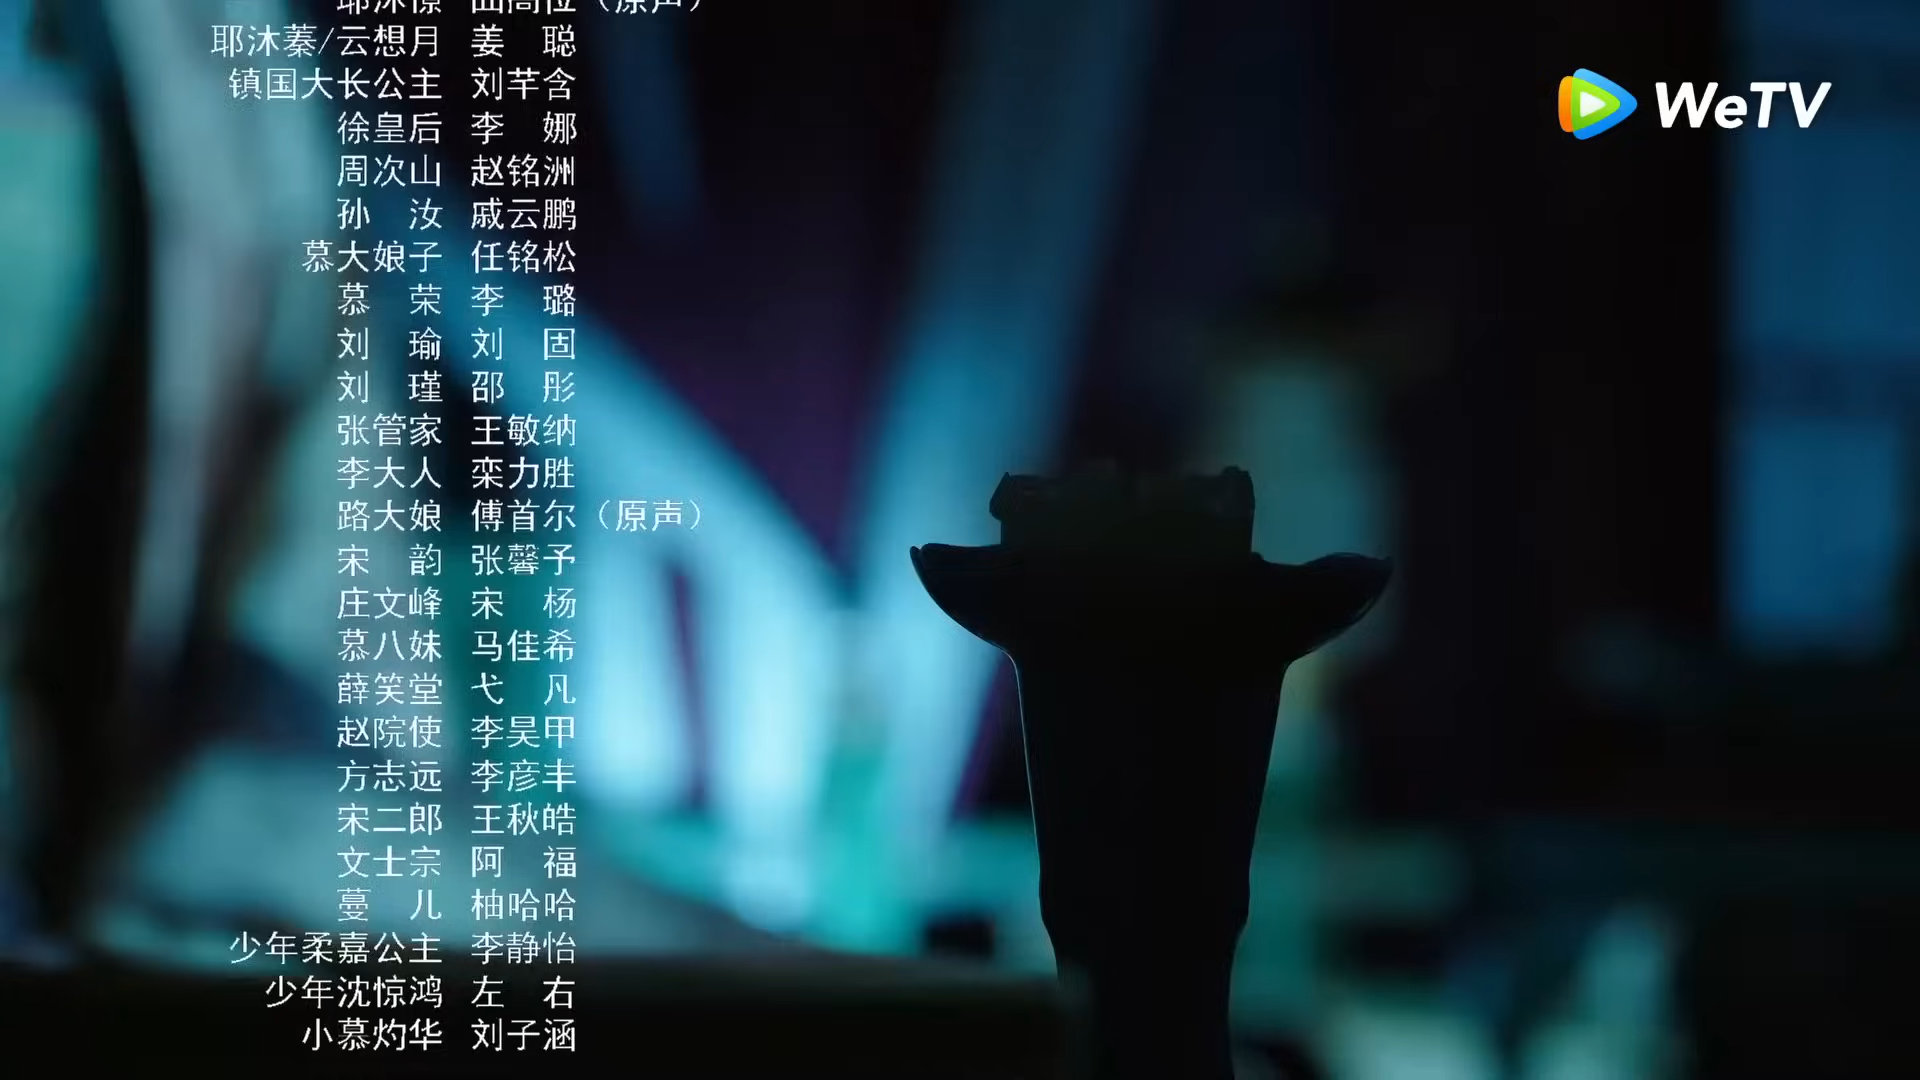 WeTV
耶沐蓁/云想月 姜 聪
镇国大长公主 刘芊含
徐皇后 李 娜
周次山 赵铭洲
孙 汝 戚云鹏
慕大娘子 任铭松
慕 荣 李 璐
刘 瑜 刘 固
刘 瑾 邵 彤
张管家 王敏纳
李大人 栾力胜
路大娘 傅首尔（原声）
宋 韵 张馨予
庄文峰 宋 杨
慕八妹 马佳希
薛笑堂 弋 凡
赵院使 李昊甲
方志远 李彦丰
宋二郎 王秋皓
文士宗 阿 福
蔓 儿 柚哈哈
少年柔嘉公主 李静怡
少年沈惊鸿 左 右
小慕灼华 刘子涵